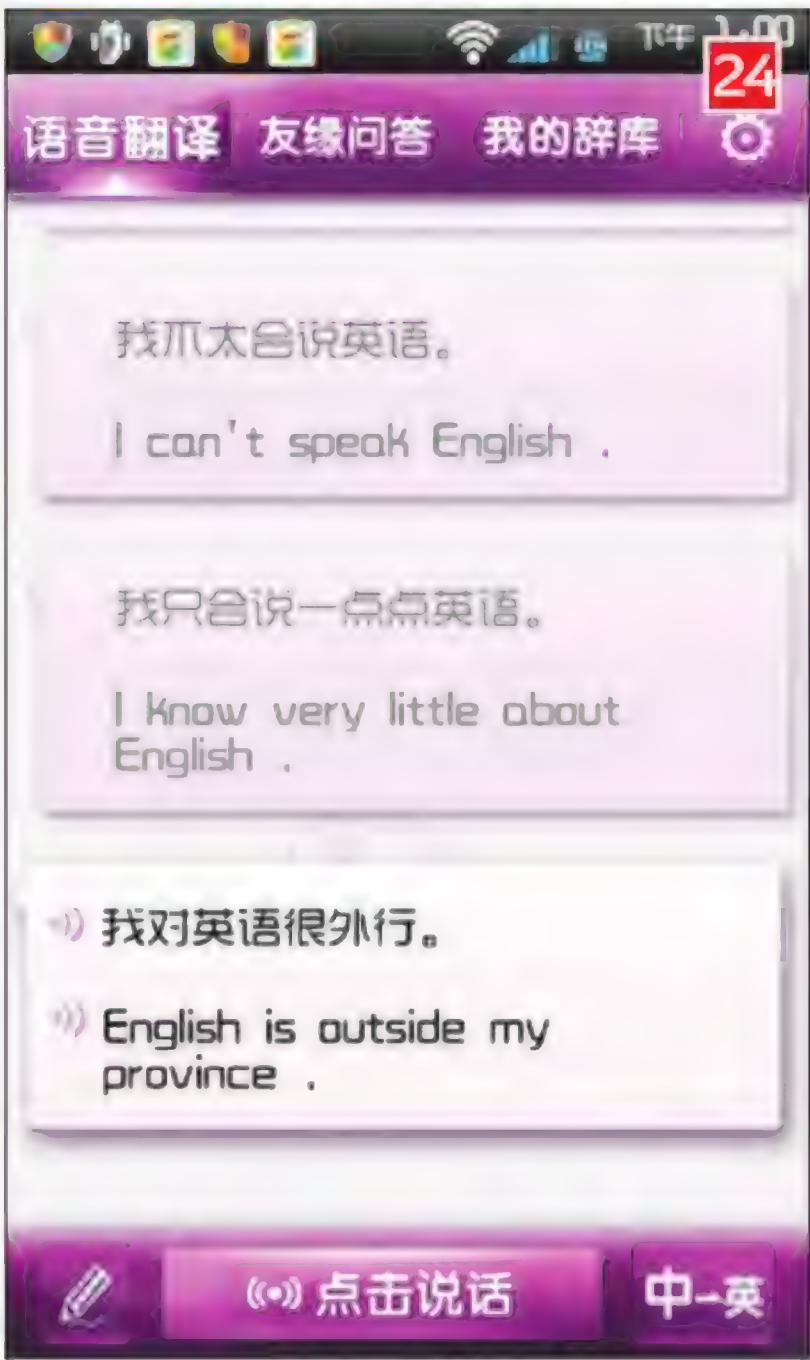 下午 1:00
24
语音翻译 友缘问答 我的辞库
我不太会说英语。
I can't speak English .
我只会说一点点英语。
I know very little about
English .
我对英语很外行。
English is outside my
province .
点击说话 中→英